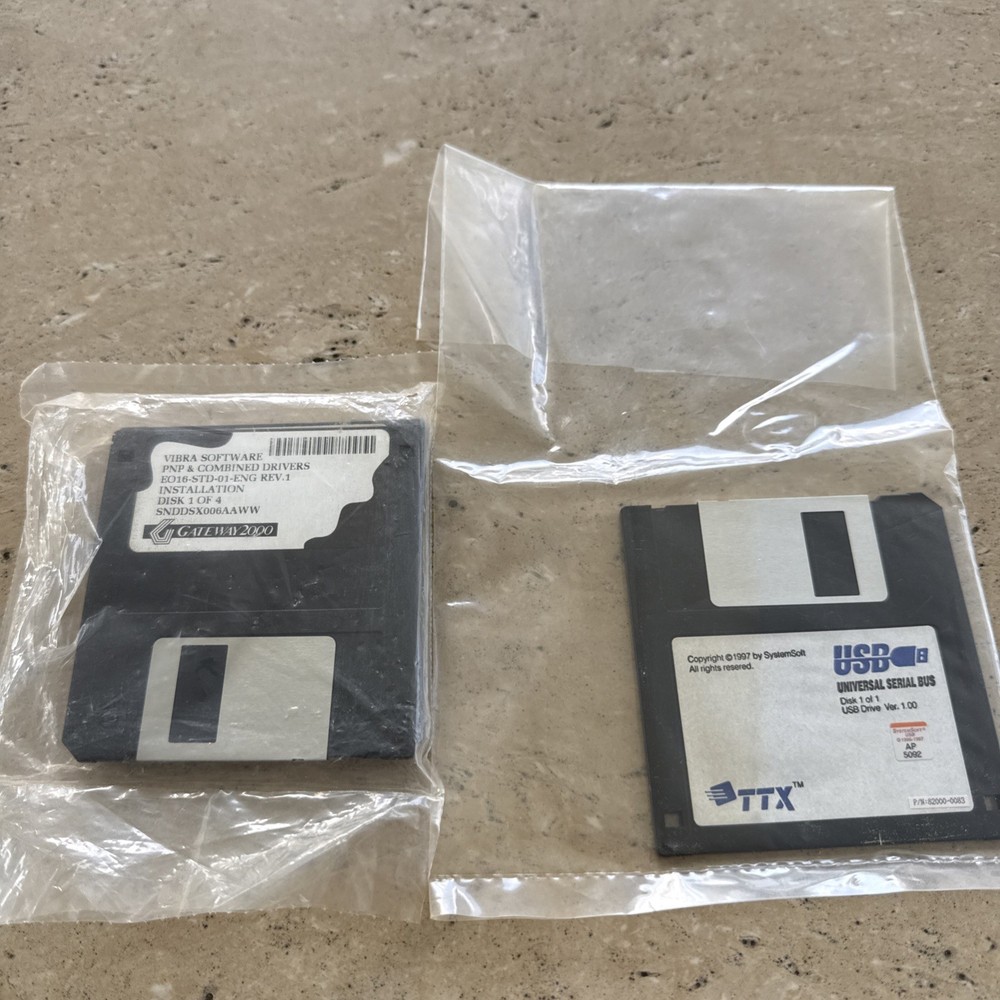 VIBRA SOFTWARE
PNP & COMBINED DRIVERS
EO16-STD-01-ENG REV.1
INSTALLATION
DISK 1 OF 4
SNDDSX006AAWW
GATEWAY2000
Copyright ©1997 by SystemSoft
All rights resered.
USB
UNIVERSAL SERIAL BUS
Disk 1 of 1
USB Drive Ver. 1.00
AP
5092
TTX™
P/N:82000-0083